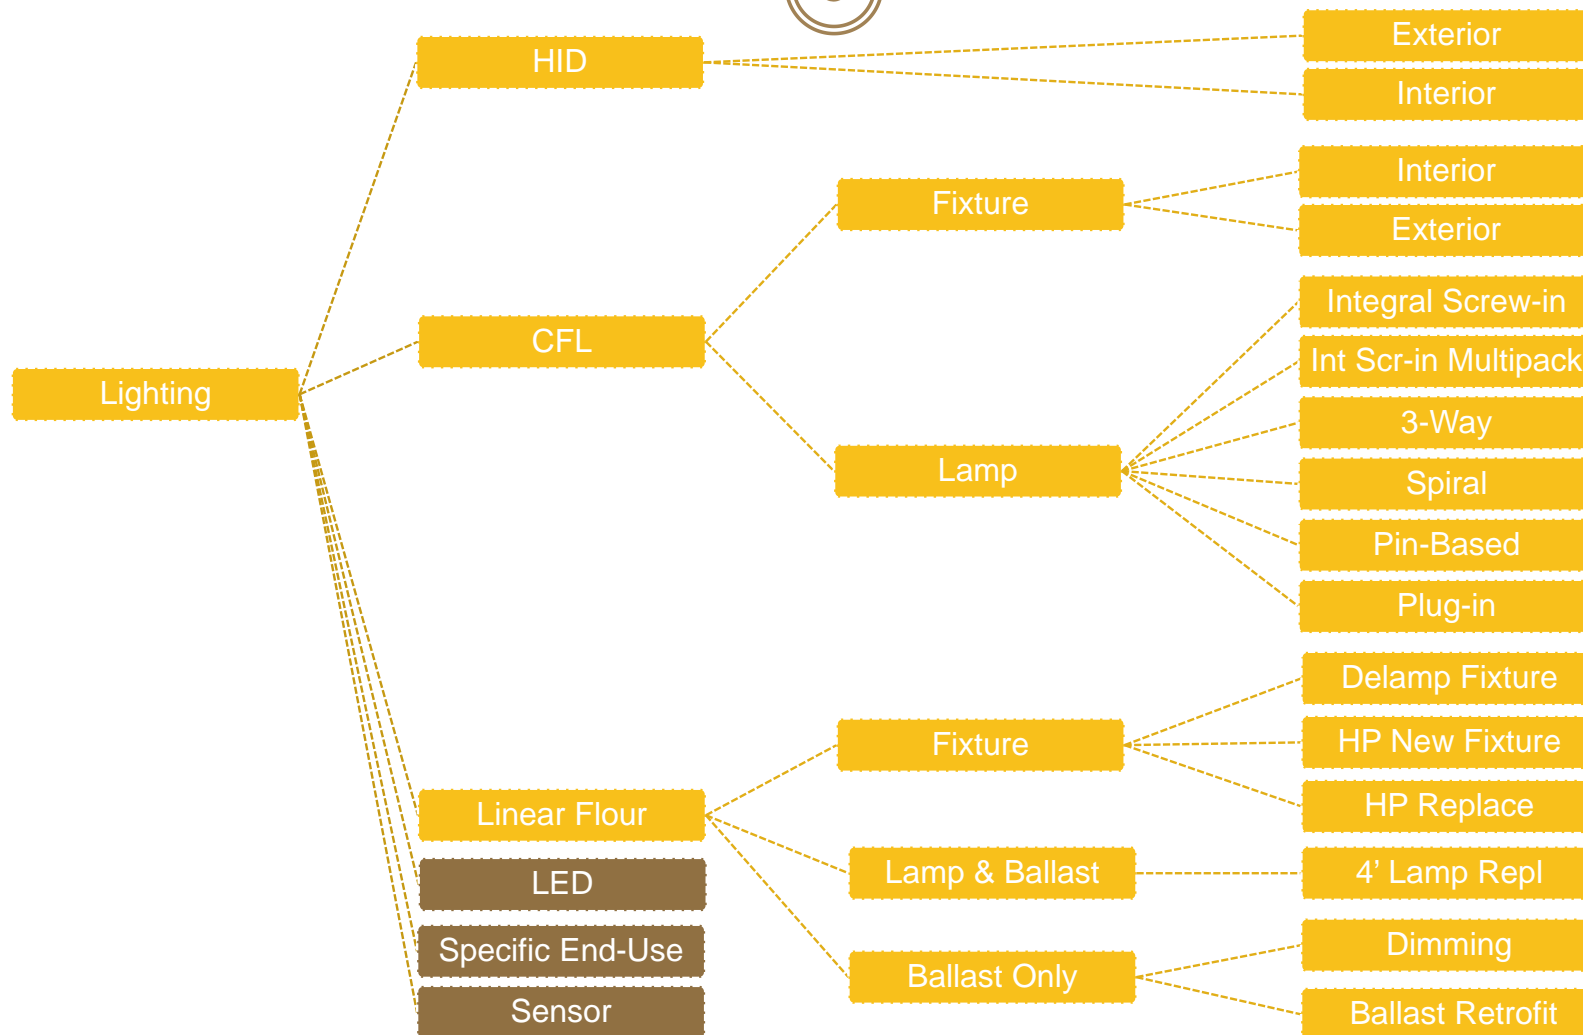 Lighting
HID
CFL
Linear Flour
LED
Specific End-Use
Sensor
Fixture
Lamp
Fixture
Lamp & Ballast
Ballast Only
Exterior
Interior
Interior
Exterior
Integral Screw-in
Int Scr-in Multipack
3-Way
Spiral
Pin-Based
Plug-in
Delamp Fixture
HP New Fixture
HP Replace
4’ Lamp Repl
Dimming
Ballast Retrofit